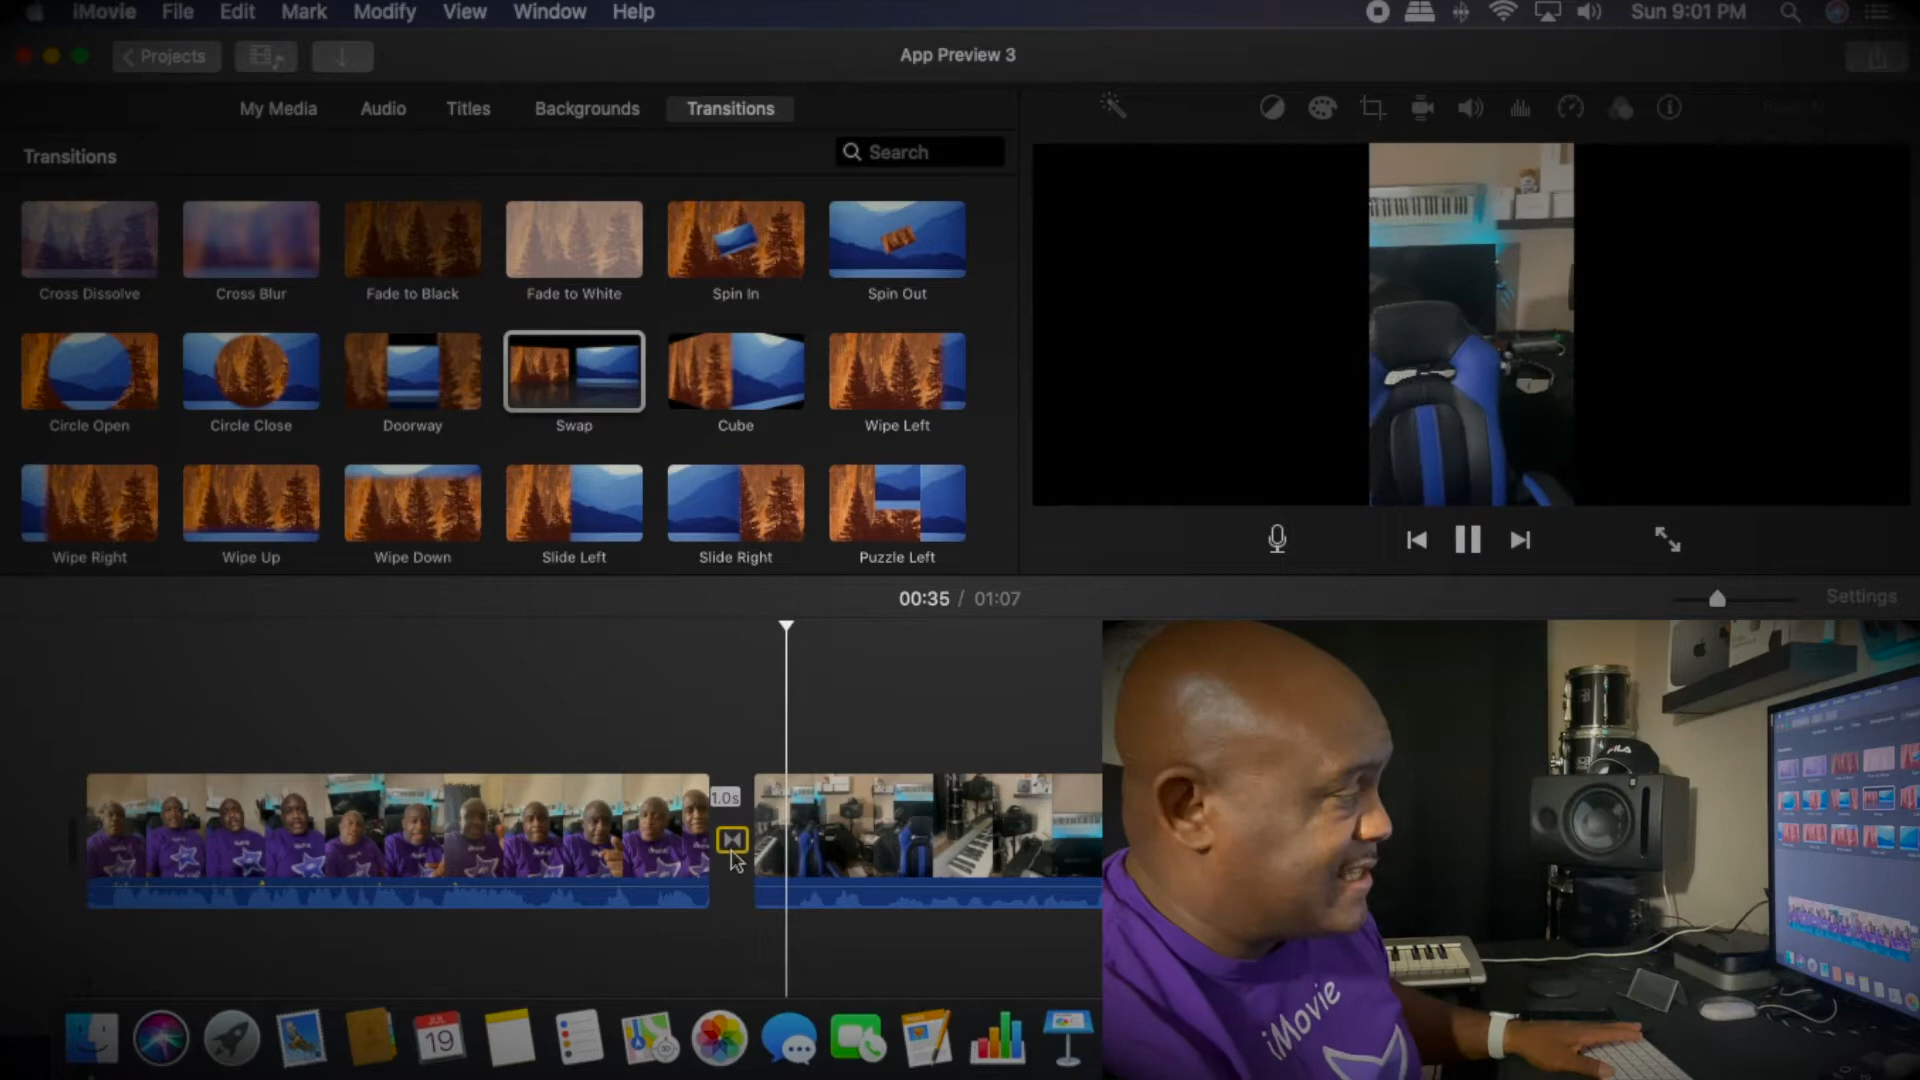 iMovie File Edit Mark Modify View Window Help Sun 9:01 PM
Projects App Preview 3
My Media Audio Titles Backgrounds Transitions
Transitions Search
Cross Dissolve Cross Blur Fade to Black Fade to White Spin In Spin Out
Circle Open Circle Close Doorway Swap Cube Wipe Left
Wipe Right Wipe Up Wipe Down Slide Left Slide Right Puzzle Left
00:35 / 01:07 Settings
1.0s
FILA
JUL
19
iMovie